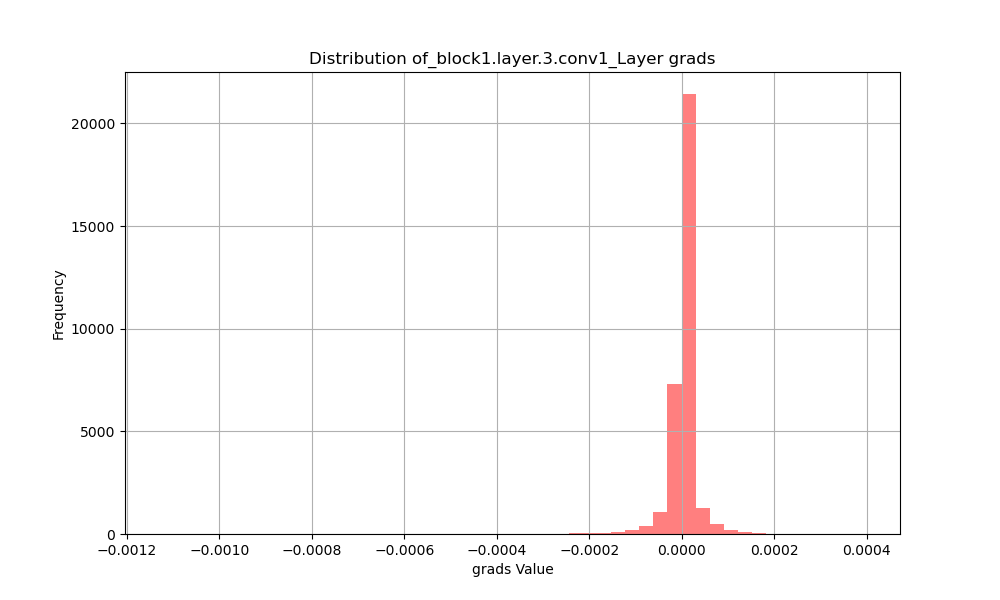 Distribution of_block1.layer.3.conv1_Layer grads
Frequency
20000
15000
10000
5000
0
−0.0012 −0.0010 −0.0008 −0.0006 −0.0004 −0.0002 0.0000 0.0002 0.0004
grads Value